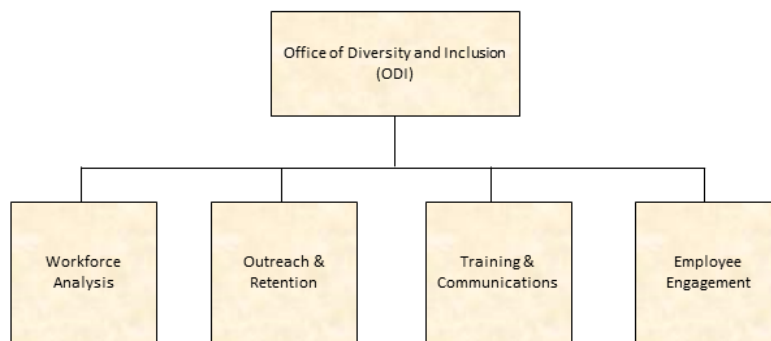 Office of Diversity and Inclusion
(ODI)
Workforce
Analysis
Outreach &
Retention
Training &
Communications
Employee
Engagement